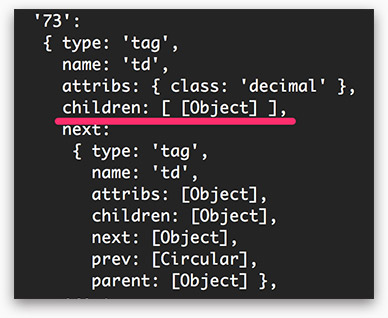 '73':
{ type: 'tag',
name: 'td',
attribs: { class: 'decimal' },
children: [ [Object] ],
next:
{ type: 'tag',
name: 'td',
attribs: [Object],
children: [Object],
next: [Object],
prev: [Circular],
parent: [Object] },